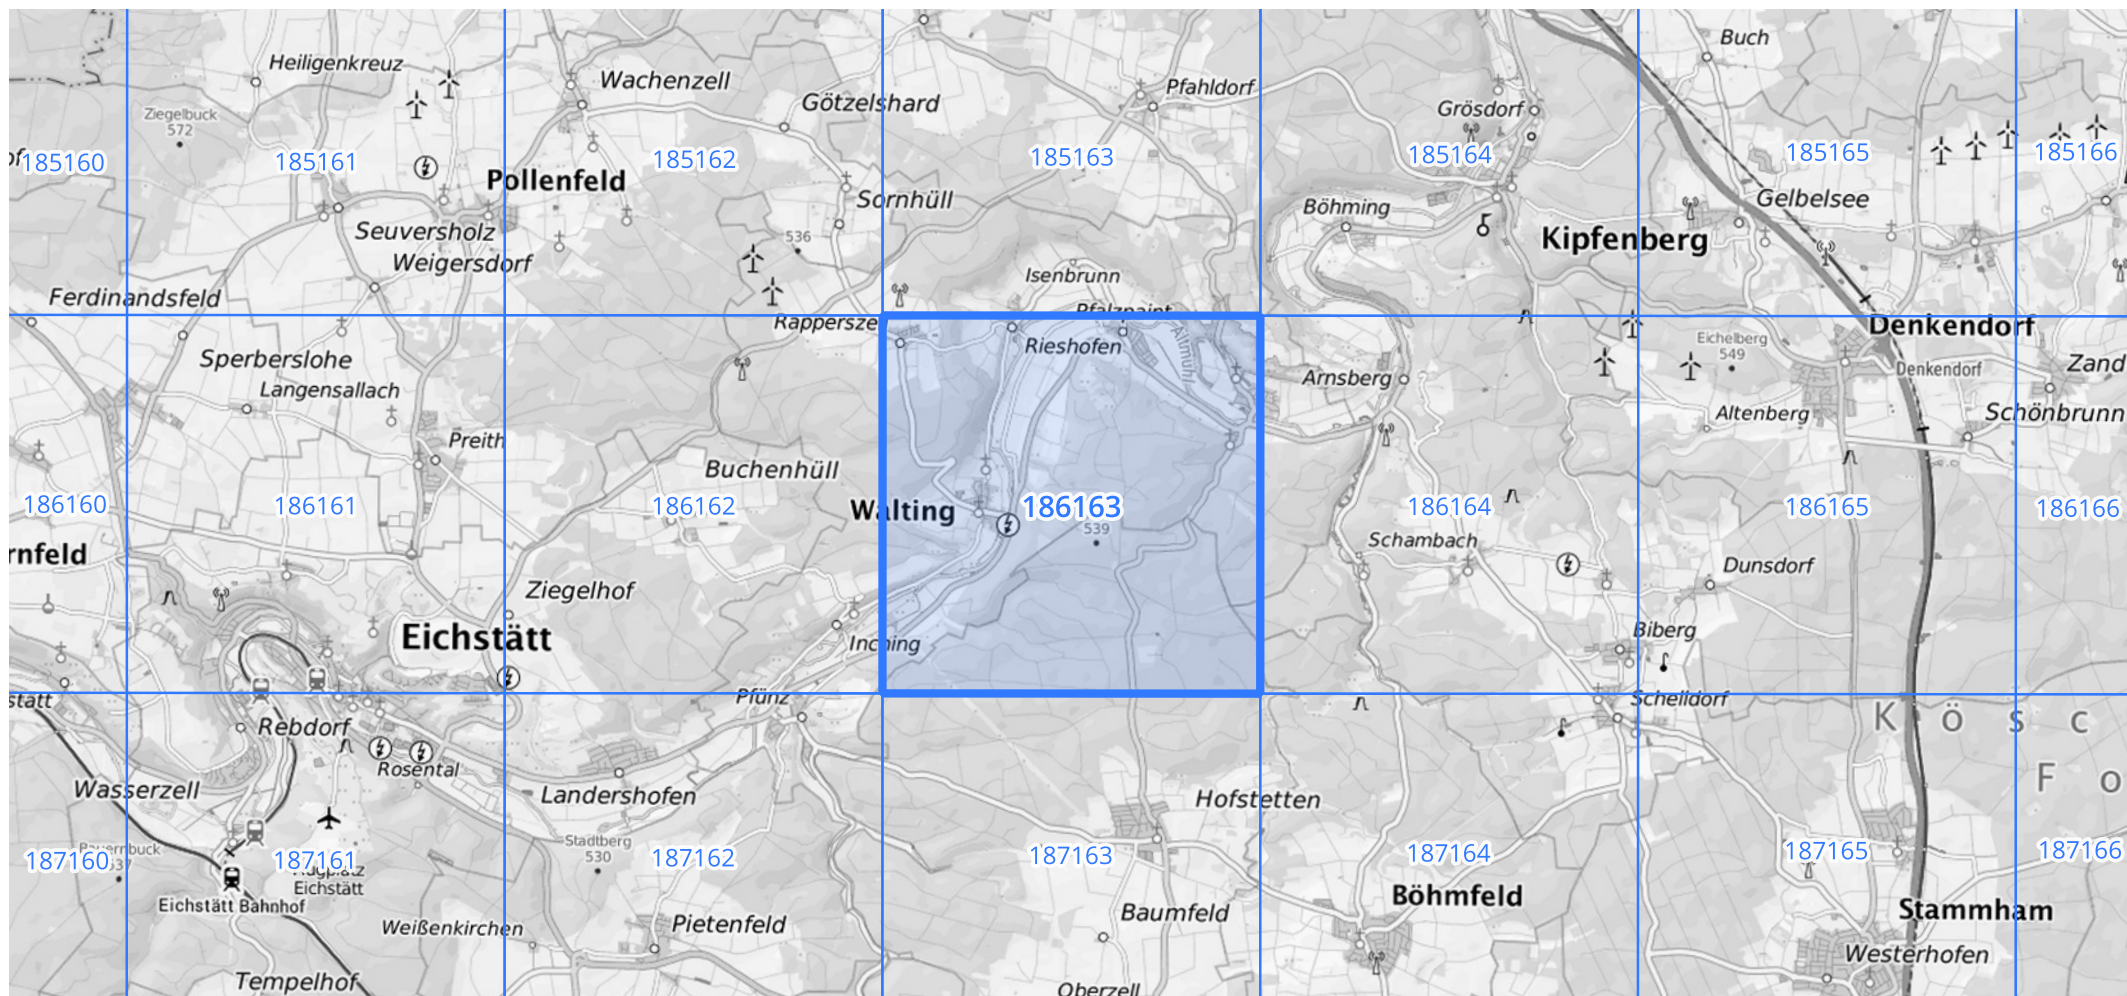 Buch
Heiligenkreuz
Wachenzell
Pfahldorf
Götzelshard
Grösdorf
Ziegelbuck
572
185160
185161
185162
185163
185164
185165
185166
Pollenfeld
Sornhüll
Böhming
Gelbelsee
Seuversholz
536
Kipfenberg
Weigersdorf
Isenbrunn
Ferdinandsfeld
Pfalzpaint
Rappersze
Denkendorf
Rieshofen
Altmühl
Eichelberg
549
Sperberslohe
Denkendorf
Zand
Langensallach
Arnsberg
Altenberg
Schönbrunn
Preith
Buchenhüll
186160
186161
186162
Walting
186163
186164
186165
186166
539
Schambach
rnfeld
Dunsdorf
Ziegelhof
Eichstätt
Inching
Biberg
statt
Pfünz
Schelldorf
Rebdorf
K ö s c
Rosental
F o
Wasserzell
Landershofen
Hofstetten
Stadtberg
530
187160
187161
187162
187163
187164
187165
187166
Eichstätt
Eichstätt Bahnhof
Böhmfeld
Stammham
Weißenkirchen
Pietenfeld
Baumfeld
Westerhofen
Tempelhof
Oberzell